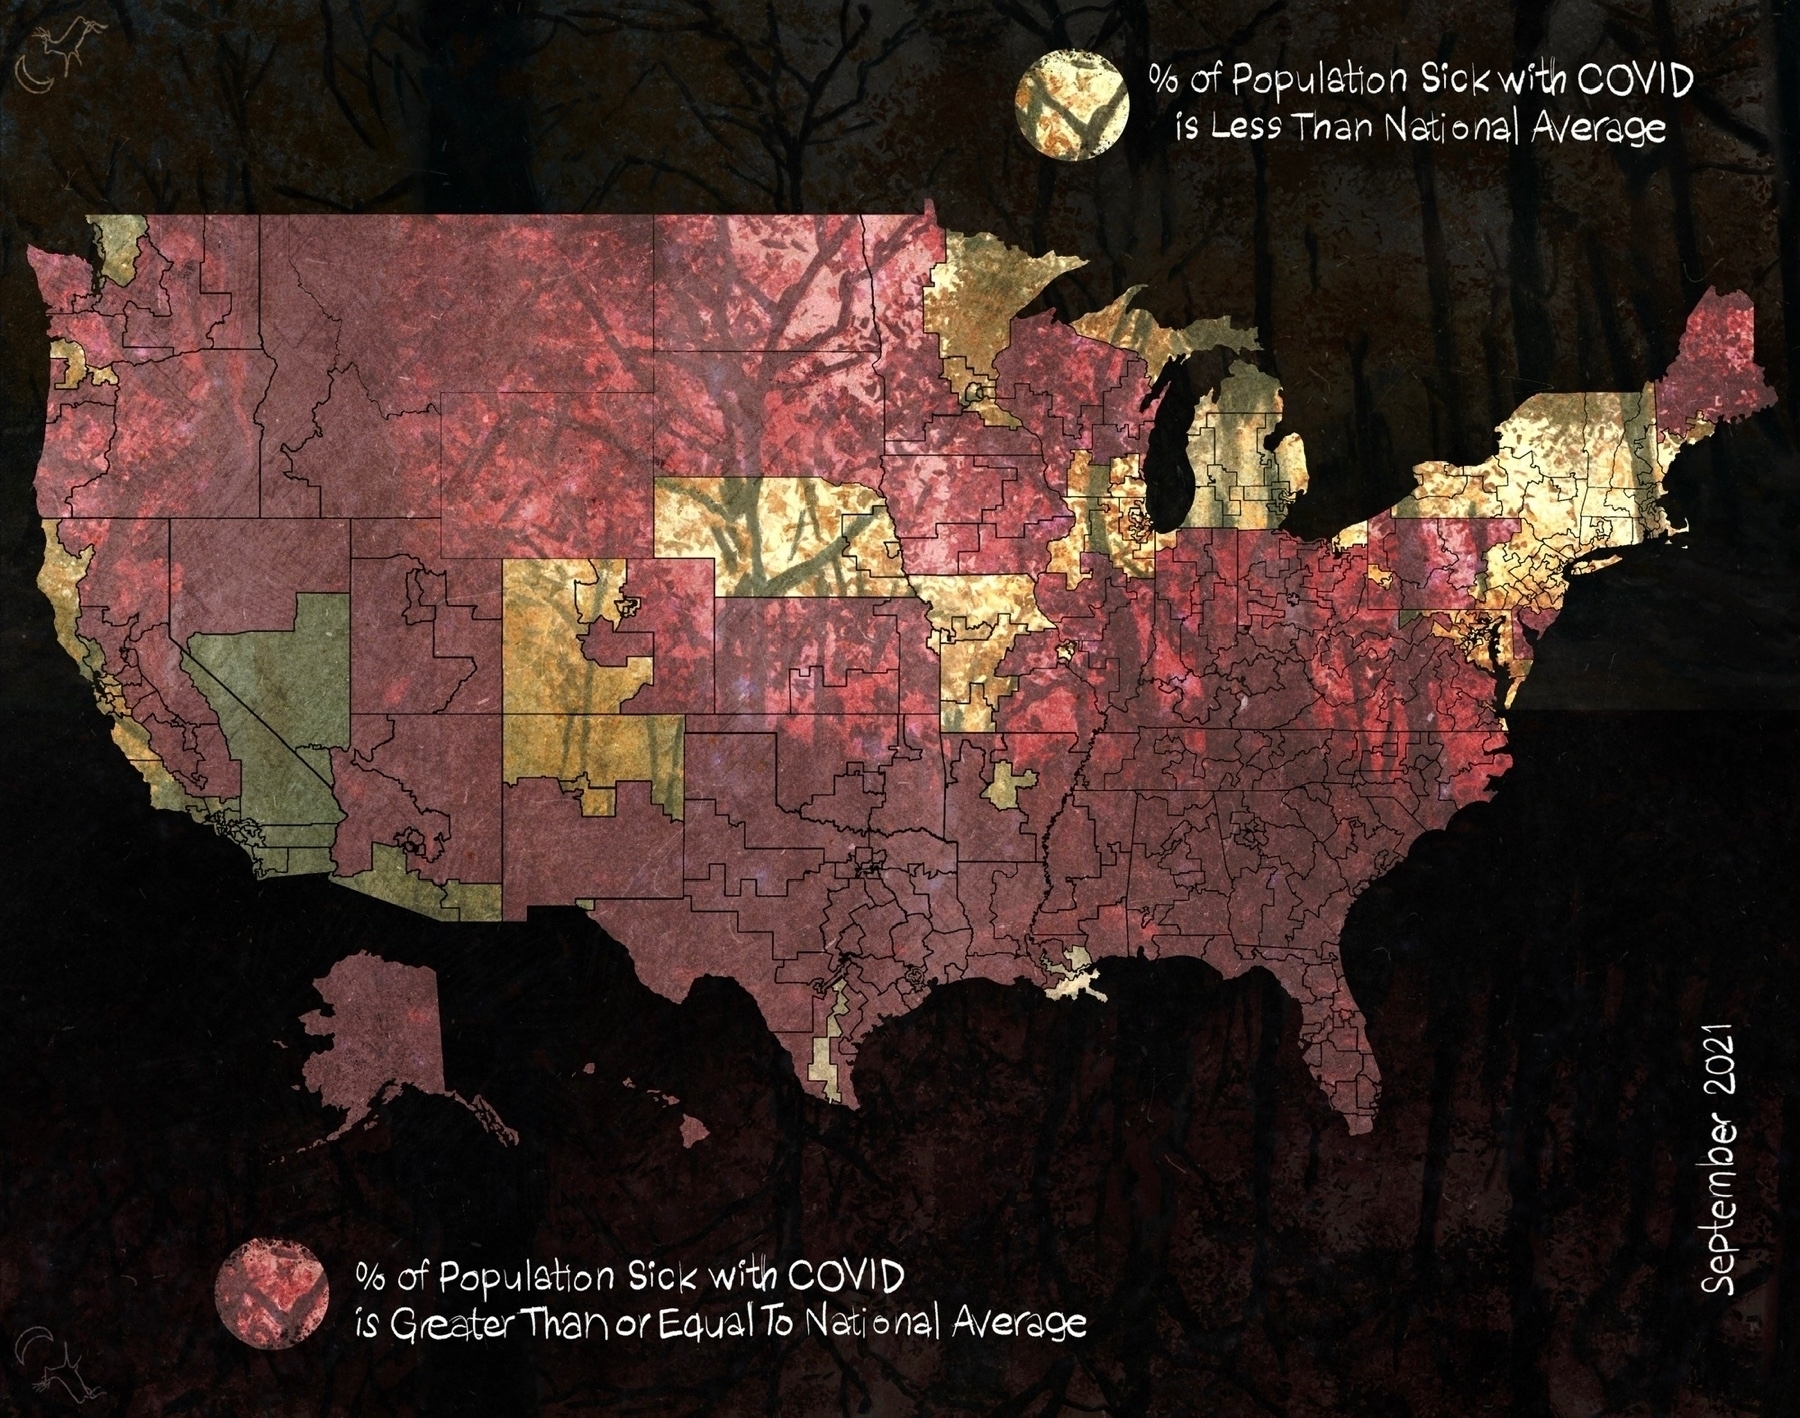 % of Population Sick with COVID
is Less Than National Average
September 2021
% of Population Sick with COVID
is Greater Than or Equal To National Average